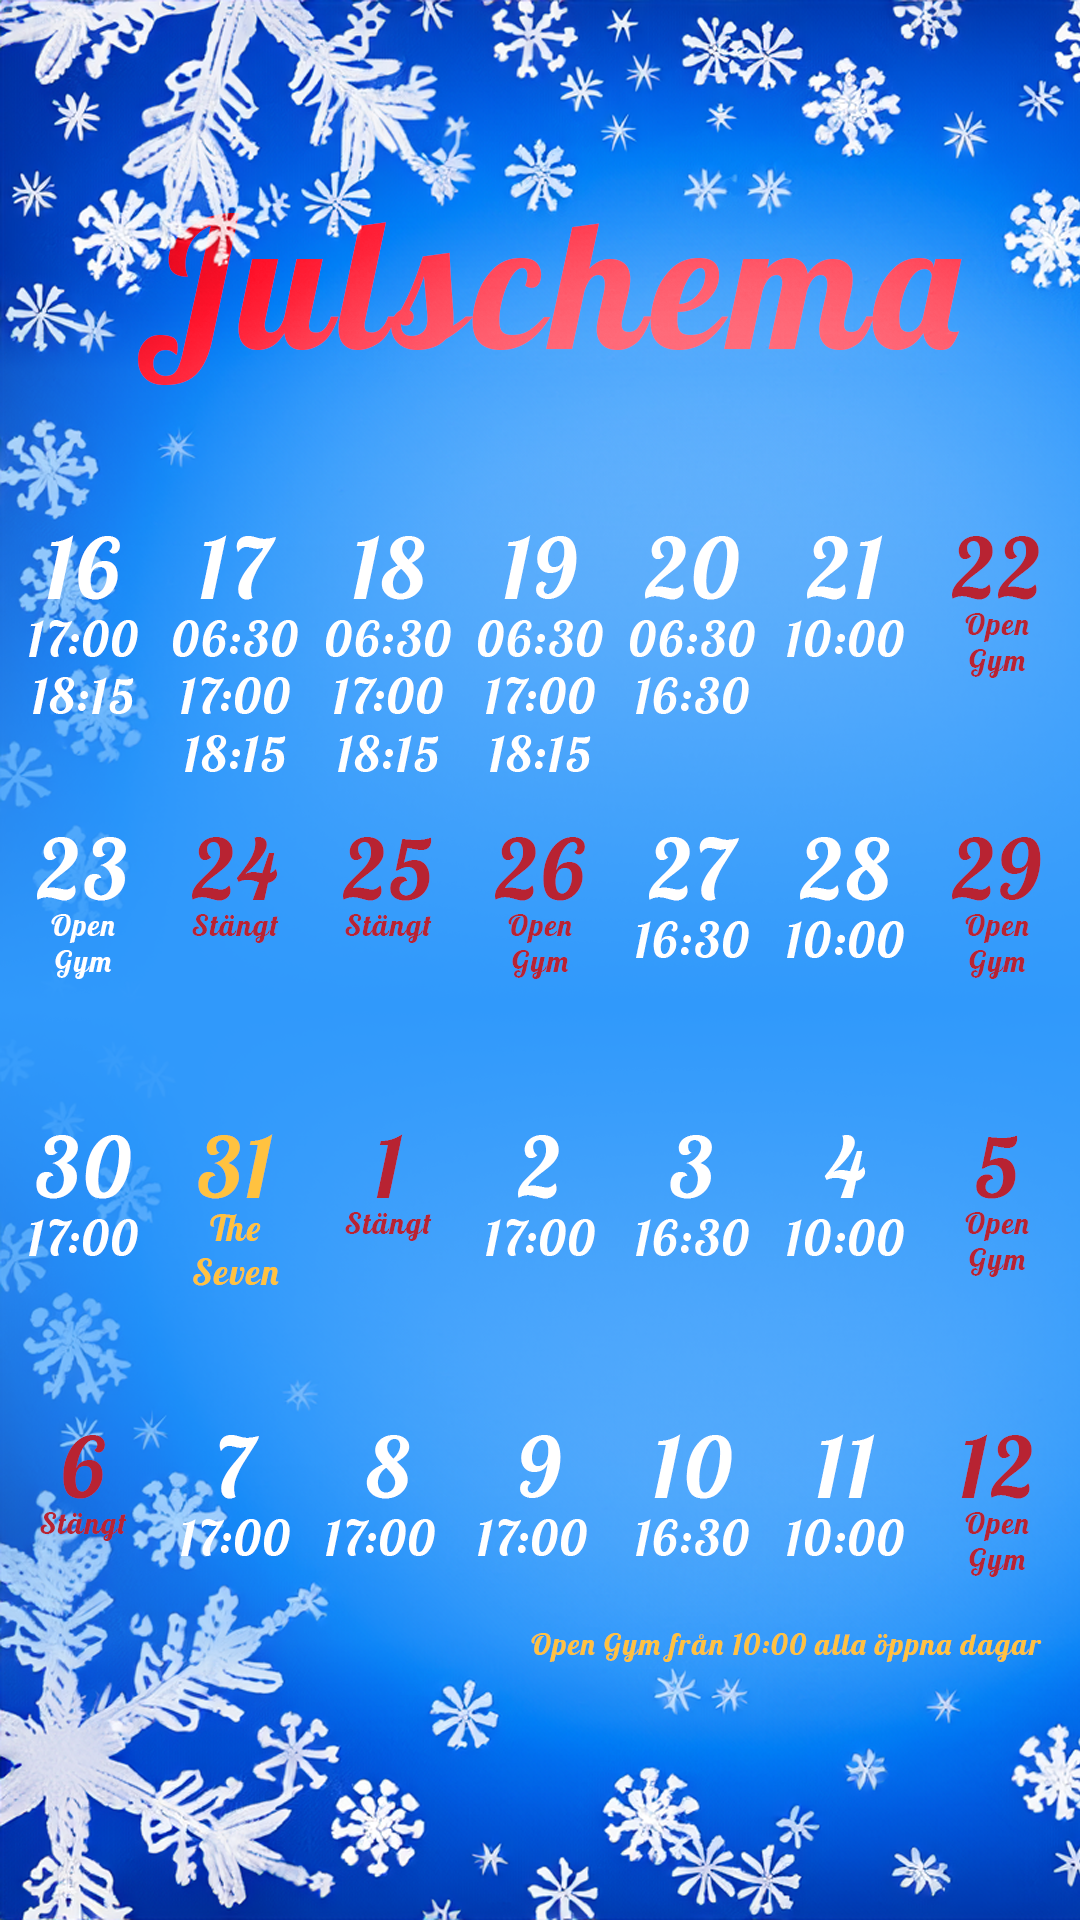 Julschema
16 17 18 19 20 21 22
17:00 06:30 06:30 06:30 06:30 10:00 Open
Gym
18:15 17:00 17:00 17:00 16:30
18:15 18:15 18:15
23 24 25 26 27 28 29
Open Stängt Stängt Open 16:30 10:00 Open
Gym Gym Gym
30 31 1 2 3 4 5
17:00 The Stängt 17:00 16:30 10:00 Open
Seven Gym
6 7 8 9 10 11 12
Stängt 17:00 17:00 17:00 16:30 10:00 Open
Gym
Open Gym från 10:00 alla öppna dagar